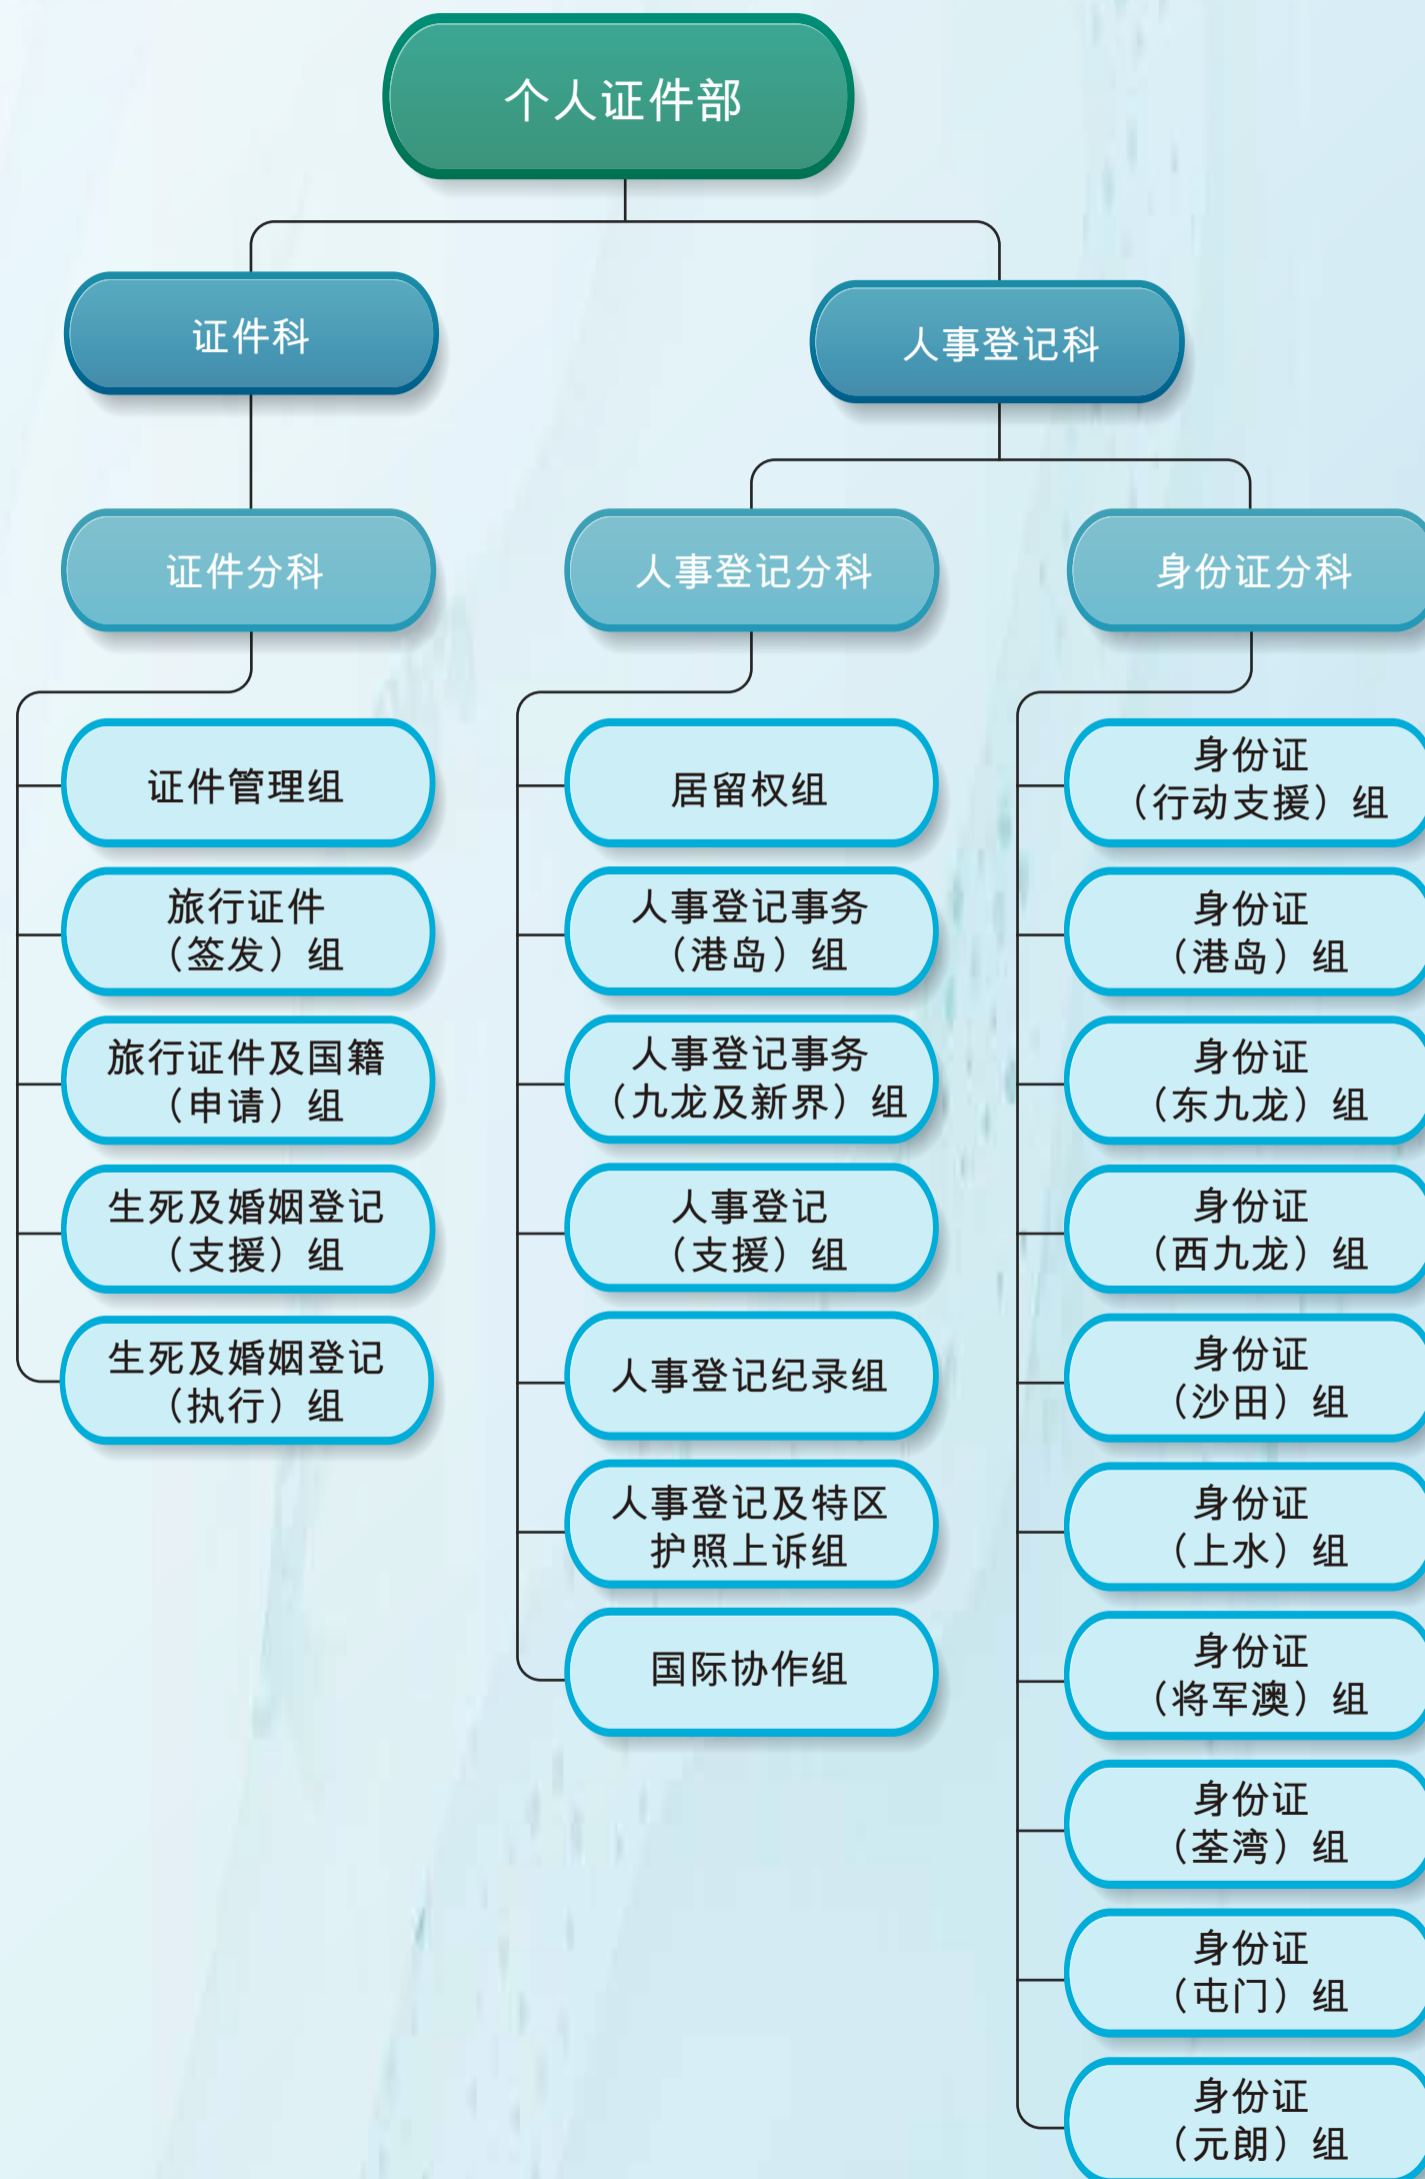 个人证件部
证件科
人事登记科
证件分科
人事登记分科
身份证分科
证件管理组
旅行证件
（签发）组
旅行证件及国籍
（申请）组
生死及婚姻登记
（支援）组
生死及婚姻登记
（执行）组
居留权组
人事登记事务
（港岛）组
人事登记事务
（九龙及新界）组
人事登记
（支援）组
人事登记纪录组
人事登记及特区
护照上诉组
国际协作组
身份证
（行动支援）组
身份证
（港岛）组
身份证
（东九龙）组
身份证
（西九龙）组
身份证
（沙田）组
身份证
（上水）组
身份证
（将军澳）组
身份证
（荃湾）组
身份证
（屯门）组
身份证
（元朗）组